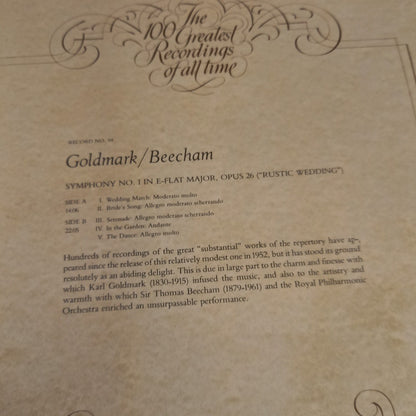 The
100 Greatest
Recordings
of all time
RECORD NO.
Goldmark/Beecham
SYMPHONY NO. 1 IN E-FLAT MAJOR, OPUS 26 ("RUSTIC WEDDING")
SIDE A I. Wedding March: Moderato molto
14:06 II. Bride's Song: Allegro moderato scherzando
SIDE B III. Serenade: Allegro moderato scherzando
22:05 IV. In the Garden: Andante
V. The Dance: Allegro molto
Hundreds of recordings of the great "substantial" works of the repertory have ap-
peared since the release of this relatively modest one in 1952, but it has stood its ground
resolutely as an abiding delight. This is due in large part to the charm and finesse with
which Karl Goldmark (1830-1915) infused the music, and also to the artistry and
warmth with which Sir Thomas Beecham (1879-1961) and the Royal Philharmonic
Orchestra enriched an unsurpassable performance.